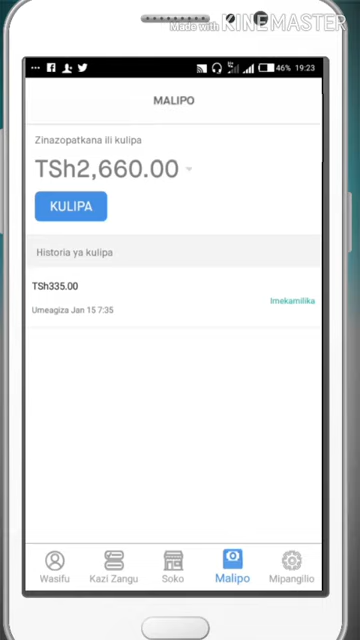 Made with KINEMASTER
46% 19:23
MALIPO
Zinazopatkana ili kulipa
TSh2,660.00
KULIPA
Historia ya kulipa
TSh335.00
Imekamilika
Umeagiza Jan 15 7:35
Wasifu
Kazi Zangu
Soko
Malipo
Mipangilio